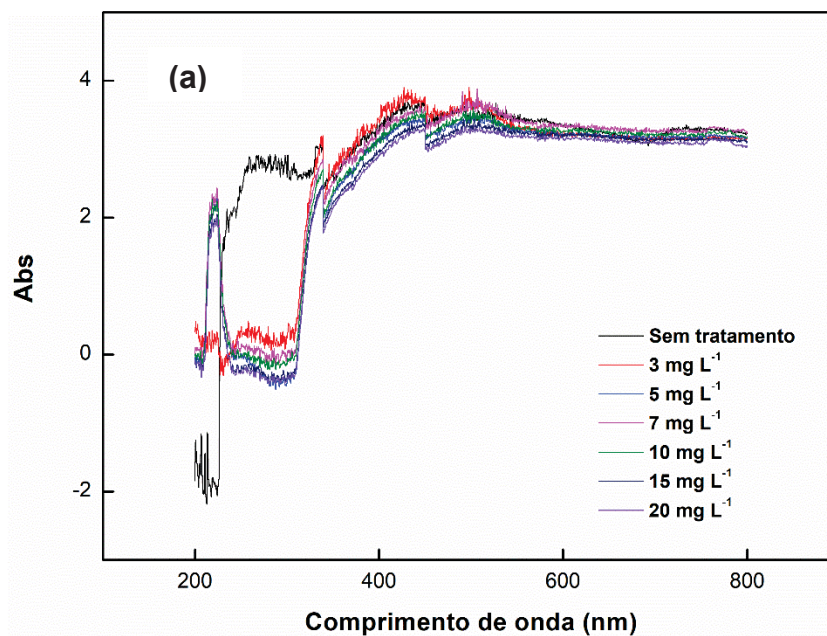 (a)
4
2
0
-2
Abs
Sem tratamento
3 mg L⁻¹
5 mg L⁻¹
7 mg L⁻¹
10 mg L⁻¹
15 mg L⁻¹
20 mg L⁻¹
200 400 600 800
Comprimento de onda (nm)